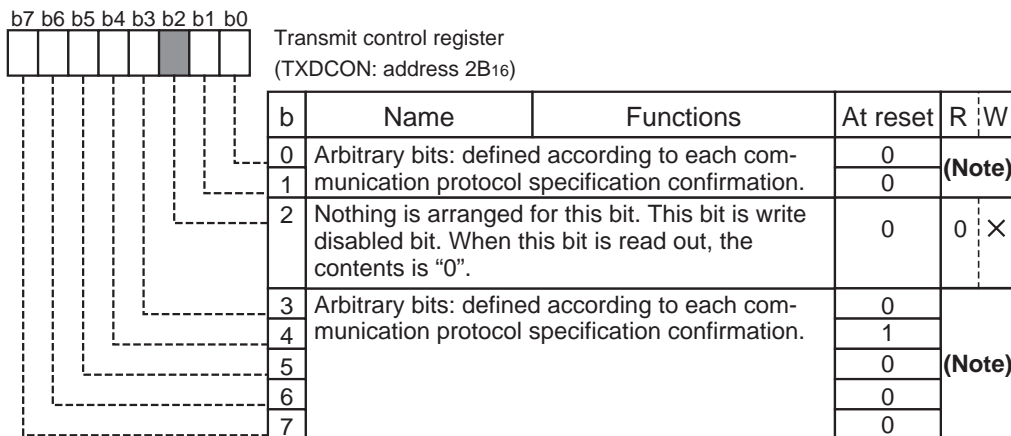 b7 b6 b5 b4 b3 b2 b1 b0
Transmit control register
(TXDCON: address 2B16)
b Name Functions At reset R W
0 Arbitrary bits: defined according to each com- 0 (Note)
1 munication protocol specification confirmation. 0
2 Nothing is arranged for this bit. This bit is write
disabled bit. When this bit is read out, the 0 0 ×
contents is “0”.
3 Arbitrary bits: defined according to each com- 0
4 munication protocol specification confirmation. 1
5 0 (Note)
6 0
7 0